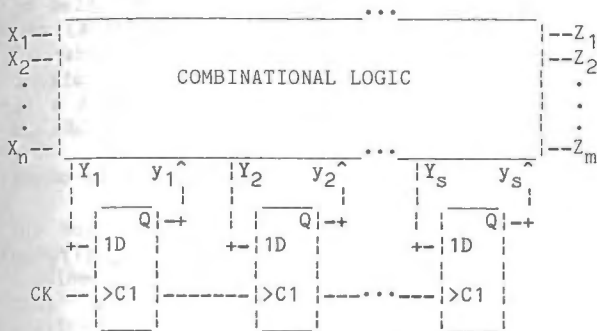 X1-- --Z1
X2-- --Z2
COMBINATIONAL LOGIC
Xn-- --Zm
Y1 y1^ Y2 y2^ Ys ys^
Q Q Q
1D 1D 1D
CK >C1 >C1 >C1